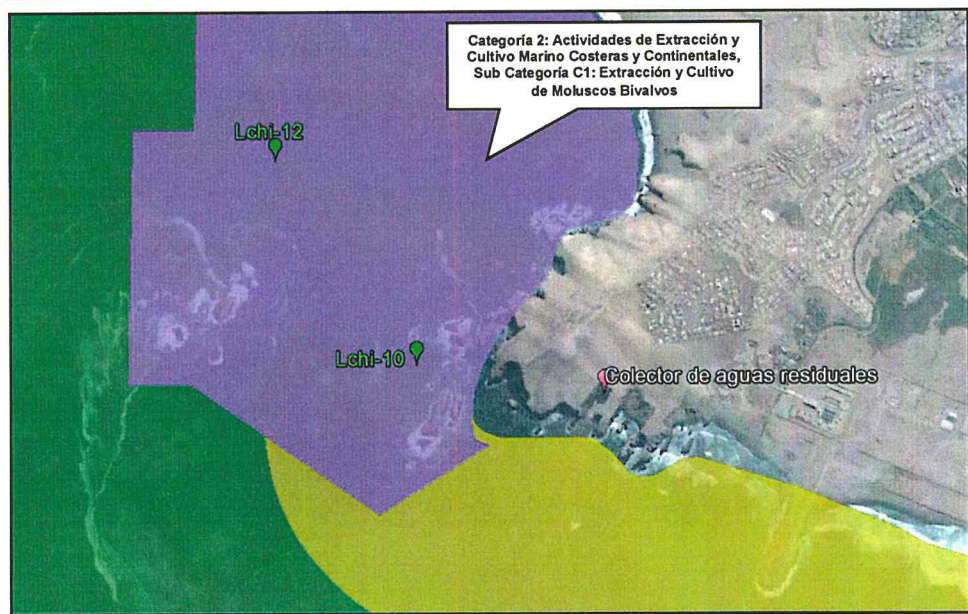 Categoría 2: Actividades de Extracción y
Cultivo Marino Costeras y Continentales,
Sub Categoría C1: Extracción y Cultivo
de Moluscos Bivalvos
Lchi-12
Lchi-10
Colector de aguas residuales